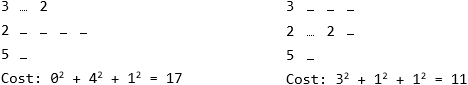 3 … 2
2 _ _ _ _
5 _
Cost: 0² + 4² + 1² = 17
3 _ _ _
2 … 2 _
5 _
Cost: 3² + 1² + 1² = 11